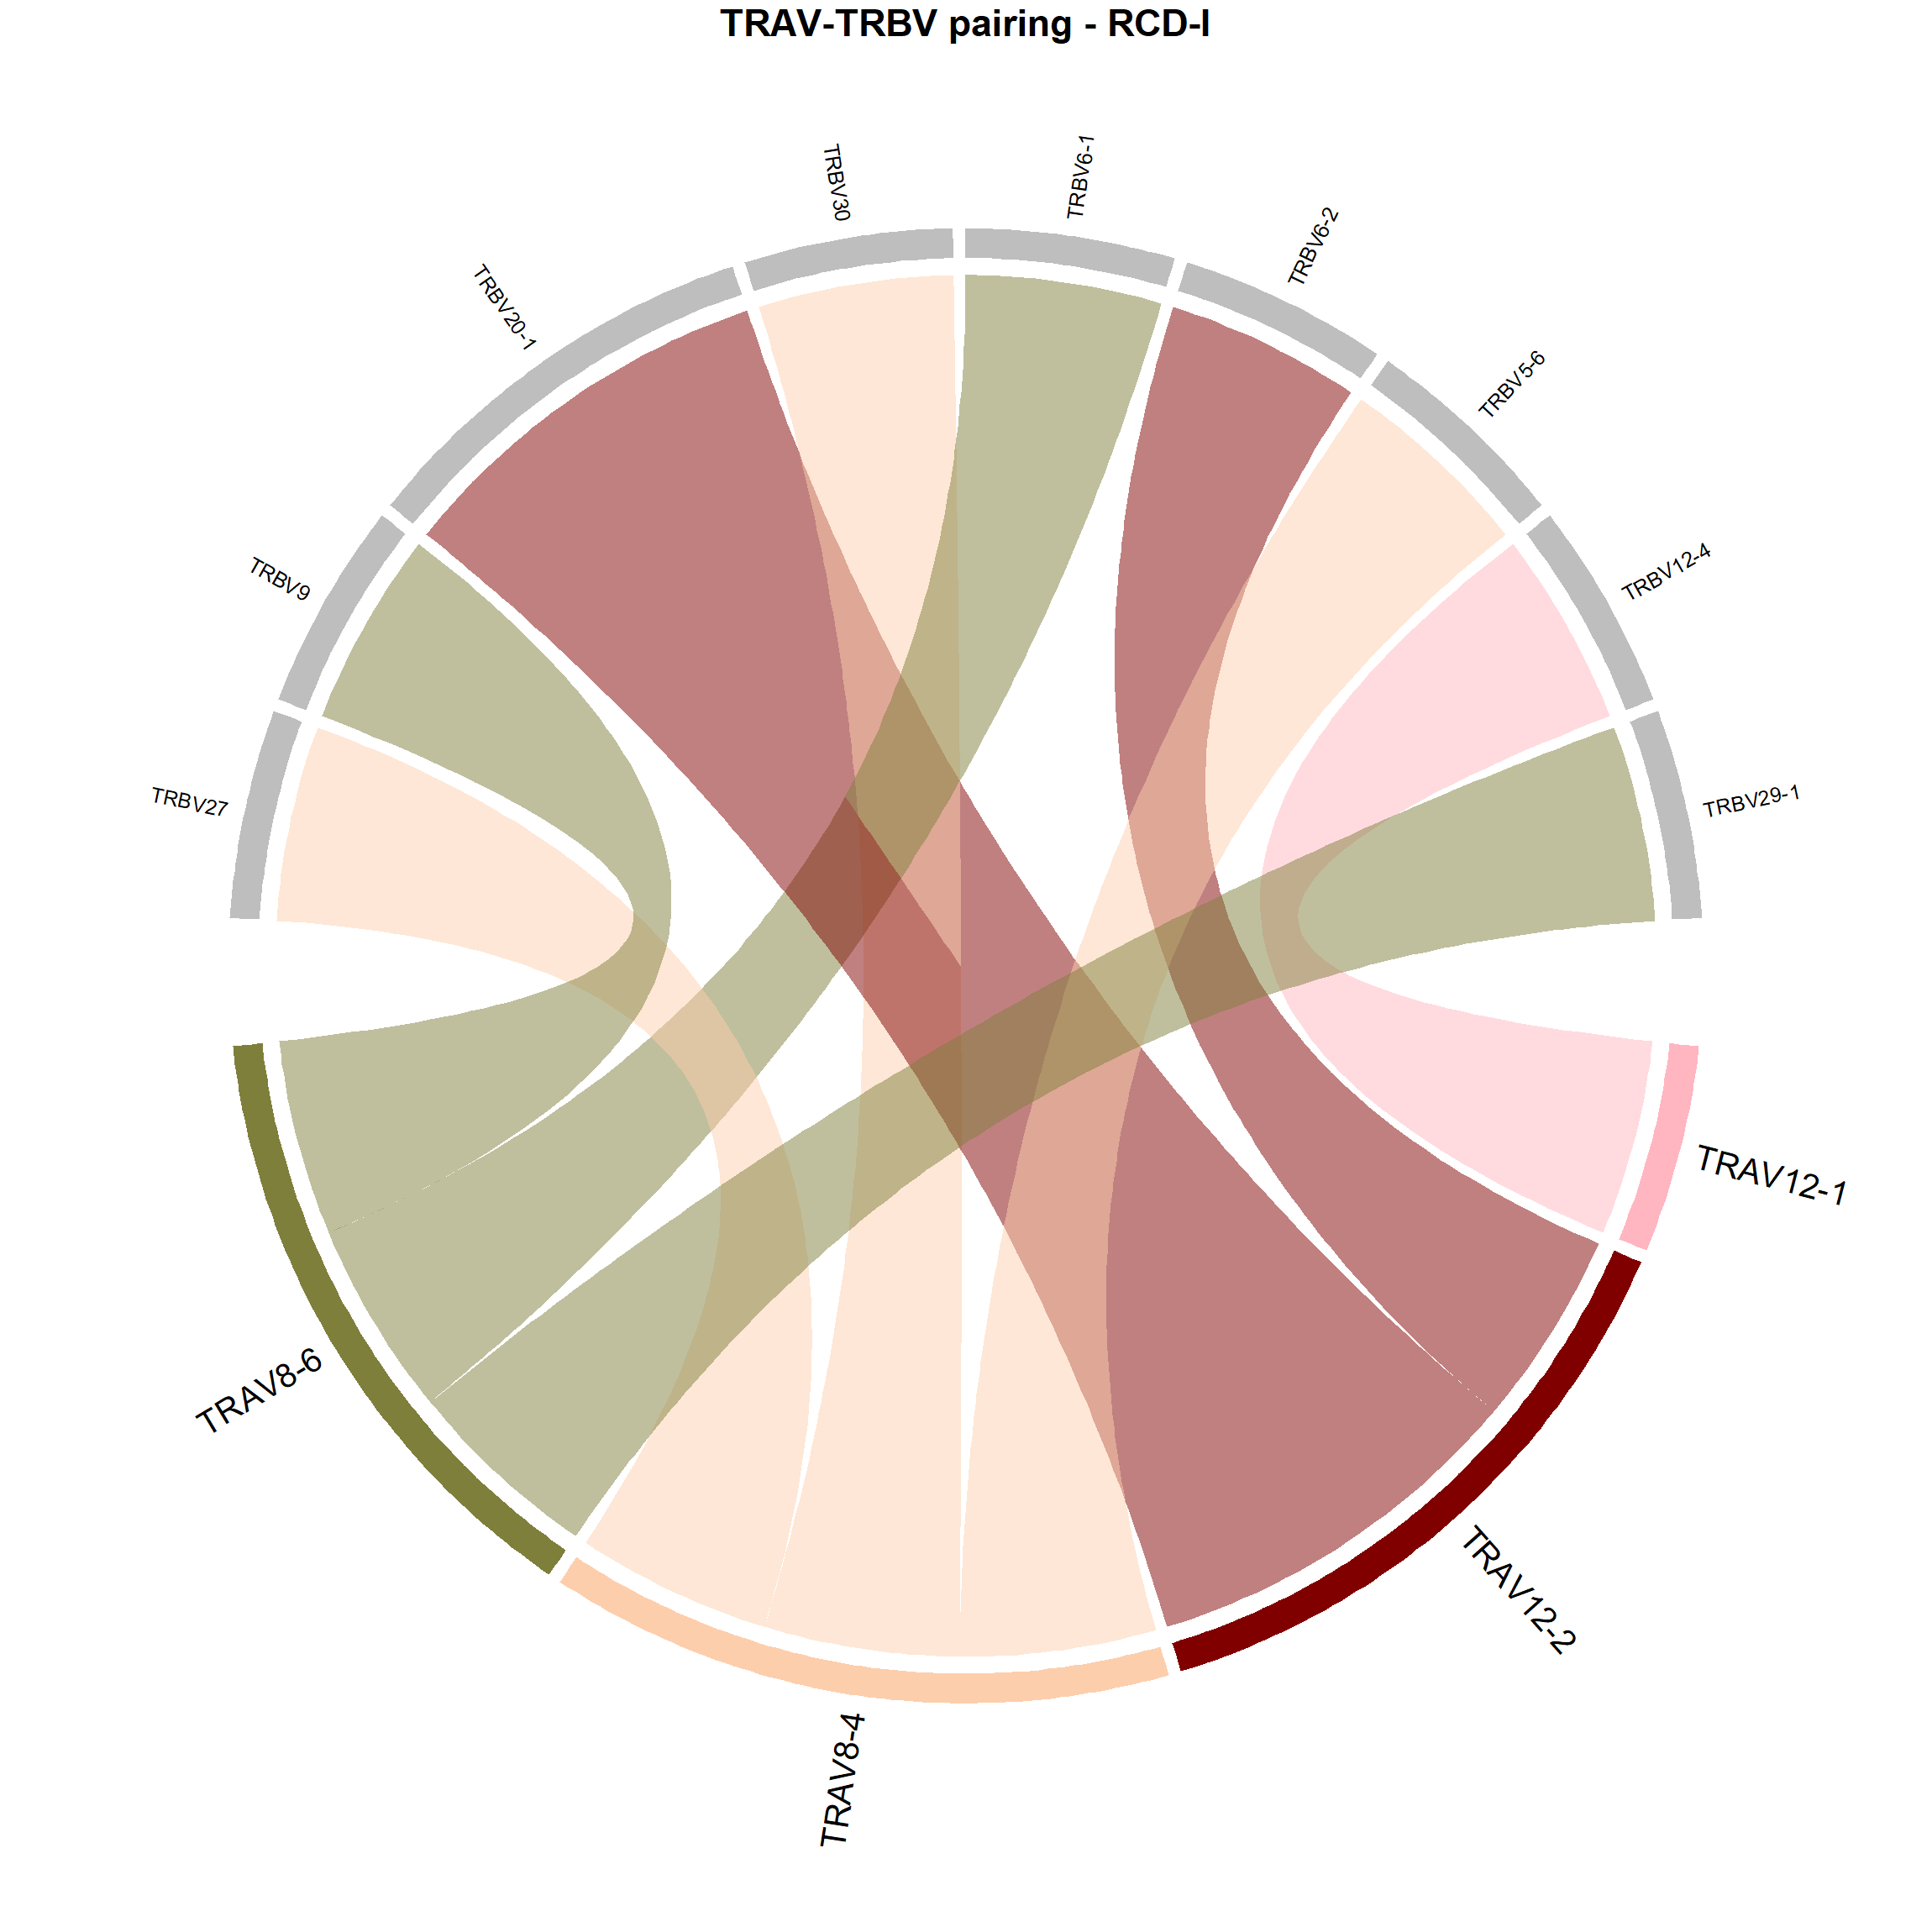 TRAV-TRBV pairing - RCD-I
TRBV30
TRBV6-1
TRBV6-2
TRBV20-1
TRBV5-6
TRBV9
TRBV12-4
TRBV27
TRBV29-1
TRAV12-1
TRAV8-6
TRAV12-2
TRAV8-4